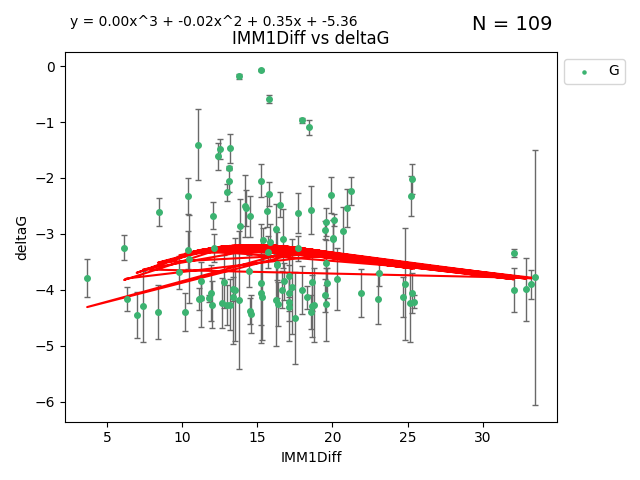 y = 0.00x^3 + -0.02x^2 + 0.35x + -5.36
N = 109
IMM1Diff vs deltaG
G
deltaG
0
−1
−2
−3
−4
−5
−6
5 10 15 20 25 30
IMM1Diff